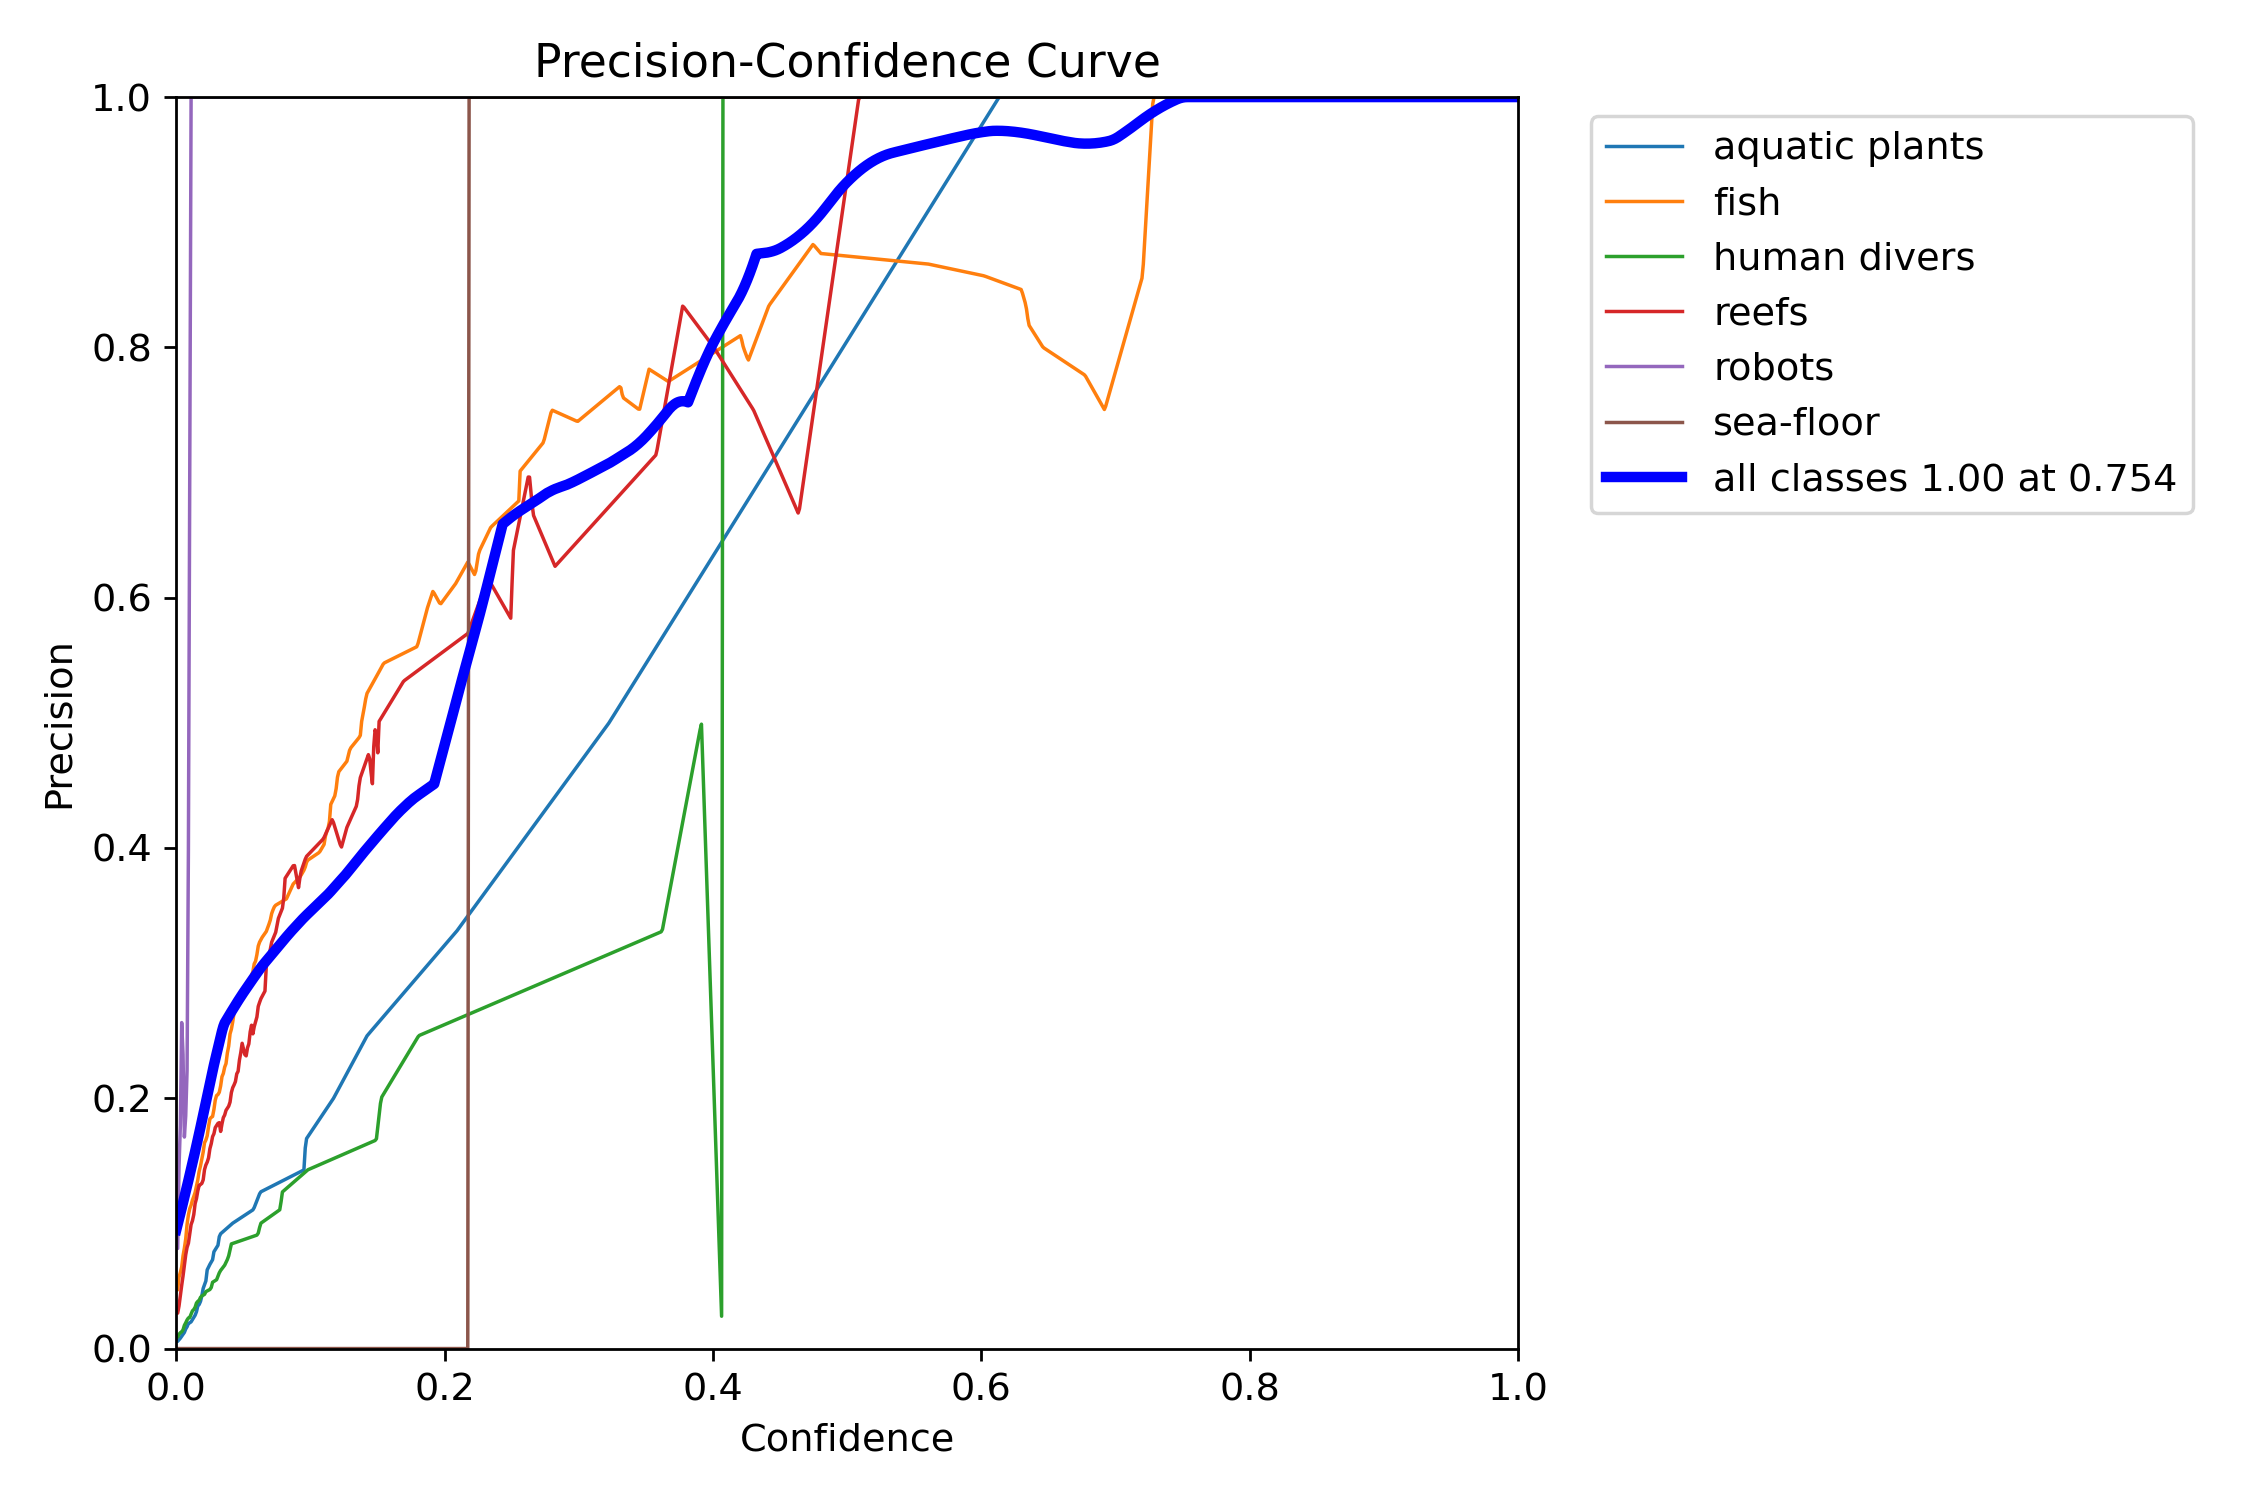 Precision-Confidence Curve
1.0
0.8
0.6
0.4
0.2
0.0
Precision
0.0 0.2 0.4 0.6 0.8 1.0
Confidence
aquatic plants
fish
human divers
reefs
robots
sea-floor
all classes 1.00 at 0.754